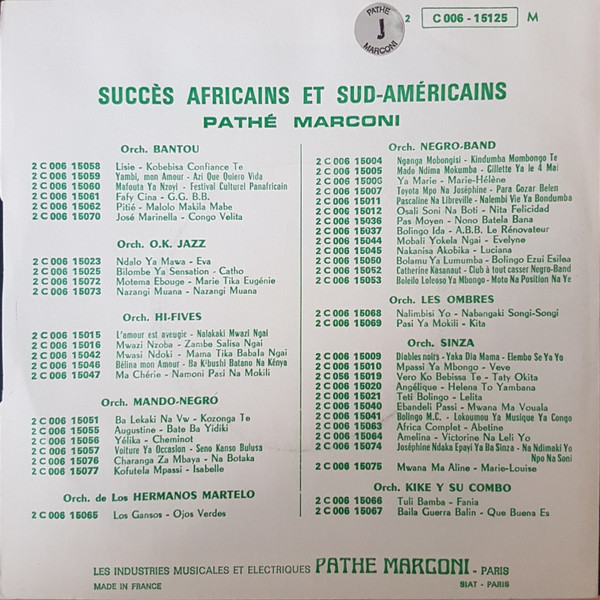 PATHE
J
MARCONI
2 C 006 - 15125 M
SUCCÈS AFRICAINS ET SUD-AMÉRICAINS
PATHÉ MARCONI
Orch. BANTOU
2 C 006 15058 Lisie - Kobebisa Confiance Te
2 C 006 15059 Yambi, mon Amour - Azi Que Quiero Vida
2 C 006 15060 Mafouta Ya Nzoyi - Festival Culturel Panafricain
2 C 006 15061 Fafy Cina - G.G. B.B.
2 C 006 15062 Pitié - Malolo Makila Mabe
2 C 006 15070 José Marinella - Congo Velita
Orch. O.K. JAZZ
2 C 006 15023 Ndalo Ya Mawa - Eva
2 C 006 15025 Bilombe Ya Sensation - Catho
2 C 006 15072 Motema Ebouge - Marie Tika Eugénie
2 C 006 15073 Nazangi Muana - Nazangi Muana
Orch. HI-FIVES
2 C 006 15015 L'amour est aveugle - Nalakaki Mwazi Ngai
2 C 006 15016 Mwazi Nzoba - Zambe Salisa Ngai
2 C 006 15042 Mwasi Ndoki - Mama Tika Babala Ngai
2 C 006 15046 Bélina mon Amour - Ba K'bushi Batano Na Kénya
2 C 006 15047 Ma Chérie - Namoni Pasi Na Mokili
Orch. MANDO-NEGRO
2 C 006 15051 Ba Lekaki Na Vw - Kozonga Te
2 C 006 15055 Augustine - Bate Ba Yidiki
2 C 006 15056 Yélika - Cheminot
2 C 006 15057 Voiture Ya Occasion - Seno Kanso Bulusa
2 C 006 15076 Charanga Za Mbaya - Na Botaka
2 C 006 15077 Kofutela Mpassi - Isabelle
Orch. de Los HERMANOS MARTELO
2 C 006 15065 Los Gansos - Ojos Verdes
Orch. NEGRO-BAND
2 C 006 15004 Nganga Mobongisi - Kindumba Mombongo Te
2 C 006 15005 Mado Ndima Mokumba - Gillette Ya le 4 Mai
2 C 006 15006 Ya Marie - Marie-Hélène
2 C 006 15007 Toyota Mpo Na Joséphine - Para Gozar Belen
2 C 006 15011 Pascaline Na Libreville - Nalembi Vie Ya Bondumba
2 C 006 15012 Osali Soni Na Boti - Nita Felicidad
2 C 006 15036 Pas Moyen - Nono Batela Bana
2 C 006 15037 Bolingo Ida - A.B.B. Le Rénovateur
2 C 006 15044 Mobali Yokela Ngai - Evelyne
2 C 006 15045 Nakanisa Akobika - Luciana
2 C 006 15050 Bolamu Ya Lumumba - Bolingo Ezui Esilea
2 C 006 15052 Catherine Kasanaut - Club à tout casser Negro-Band
2 C 006 15053 Boleilo Loleoso Ya Mbongo - Moto Na Position Na Ye
Orch. LES OMBRES
2 C 006 15068 Nalimbisi Yo - Nabangaki Songi-Songi
2 C 006 15069 Pasi Ya Mokili - Kita
Orch. SINZA
2 C 006 15009 Diables noirs - Yaka Dia Mama - Elembo Se Ya Yo
2 C 006 15010 Mpassi Ya Mbongo - Veve
2 C 056 15019 Vero Ko Bebissa Te - Taty Okita
2 C 006 15020 Angélique - Helena To Yambana
2 C 006 15021 Teti Bolingo - Lelita
2 C 006 15040 Ebandeli Passi - Mwana Ma Vouala
2 C 006 15041 Bolingo M.C. - Lokoumou Ya Musique Ya Congo
2 C 006 15063 Africa Complet - Abetine
2 C 006 15064 Amelina - Victorine Na Leli Yo
2 C 006 15074 Joséphine Ndaka Epayi Ya Ba Sinza - Na Ndimaki Yo
Npo Na Soni
2 C 006 15075 Mwana Ma Aline - Marie-Louise
Orch. KIKE Y SU COMBO
2 C 006 15066 Tuli Bamba - Fania
2 C 006 15067 Baila Guerra Balin - Que Buena Es
LES INDUSTRIES MUSICALES ET ELECTRIQUES PATHE MARCONI - PARIS
MADE IN FRANCE
SIAT - PARIS